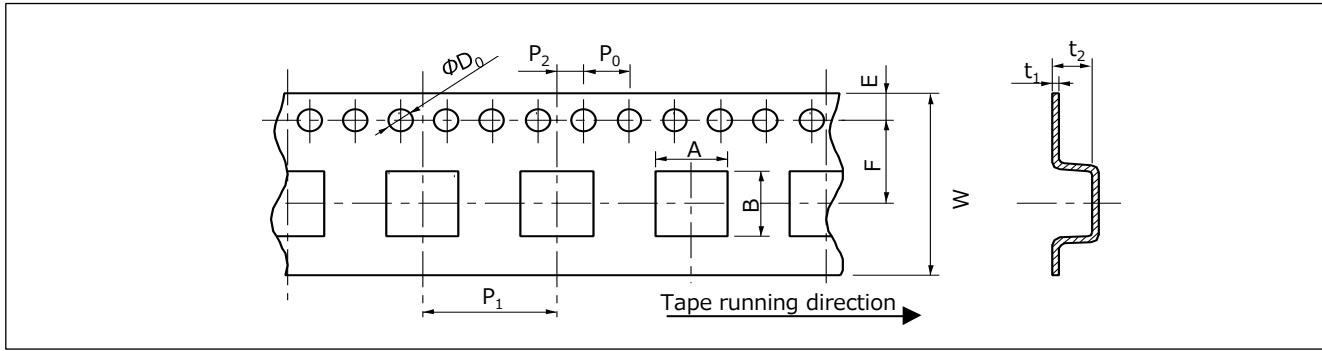 ΦD₀
P₂
P₀
E
t₁
t₂
A
F
B
W
P₁
Tape running direction